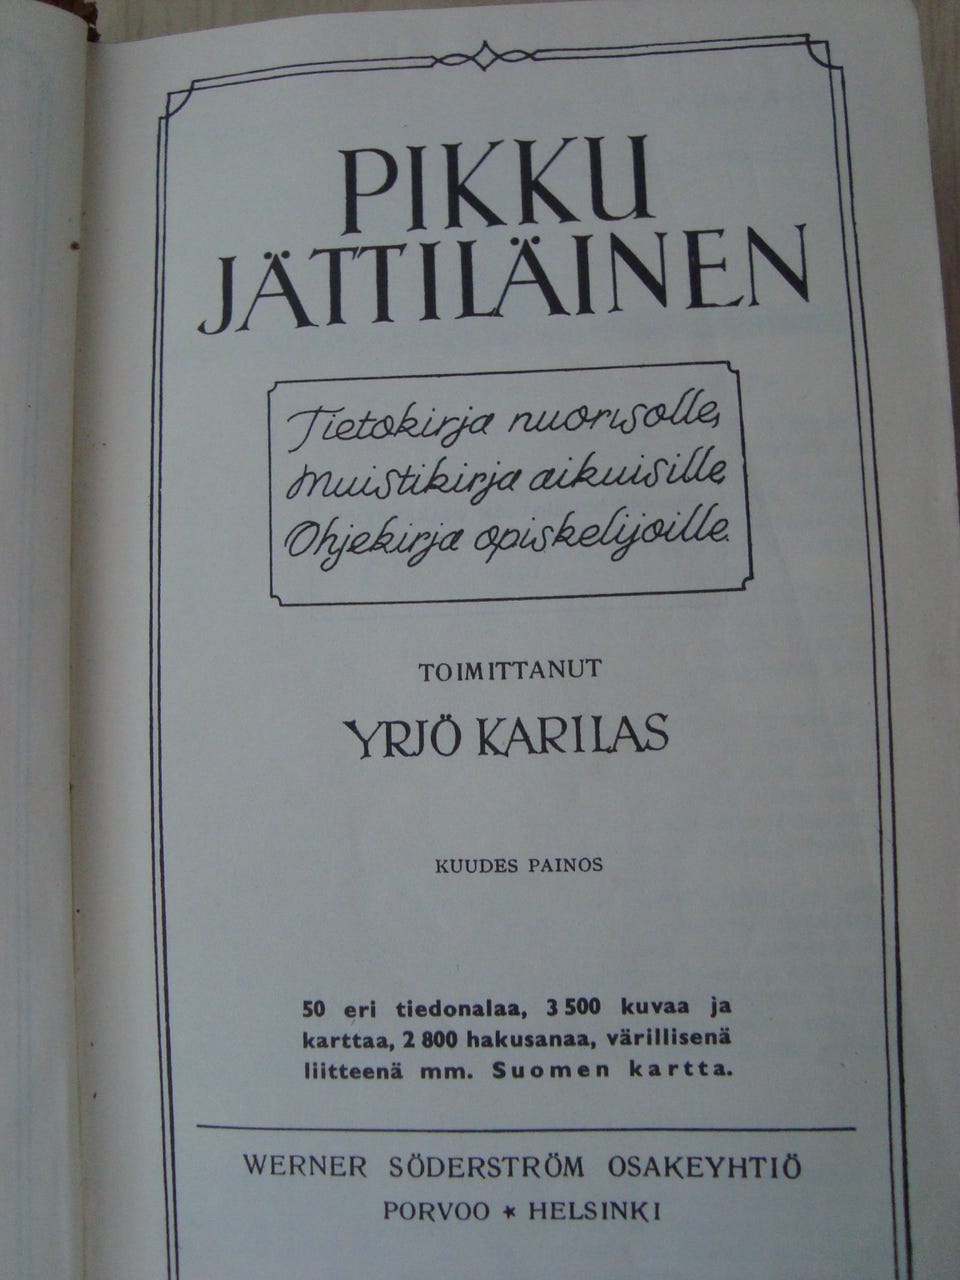 PIKKU
JÄTTILÄINEN
Tietokirja nuorisolle,
Muistikirja aikuisille,
Ohjekirja opiskelijoille.
TOIMITTANUT
YRJÖ KARILAS
KUUDES PAINOS
50 eri tiedonalaa, 3 500 kuvaa ja
karttaa, 2 800 hakusanaa, värillisenä
liitteenä mm. Suomen kartta.
WERNER SÖDERSTRÖM OSAKEYHTIÖ
PORVOO * HELSINKI